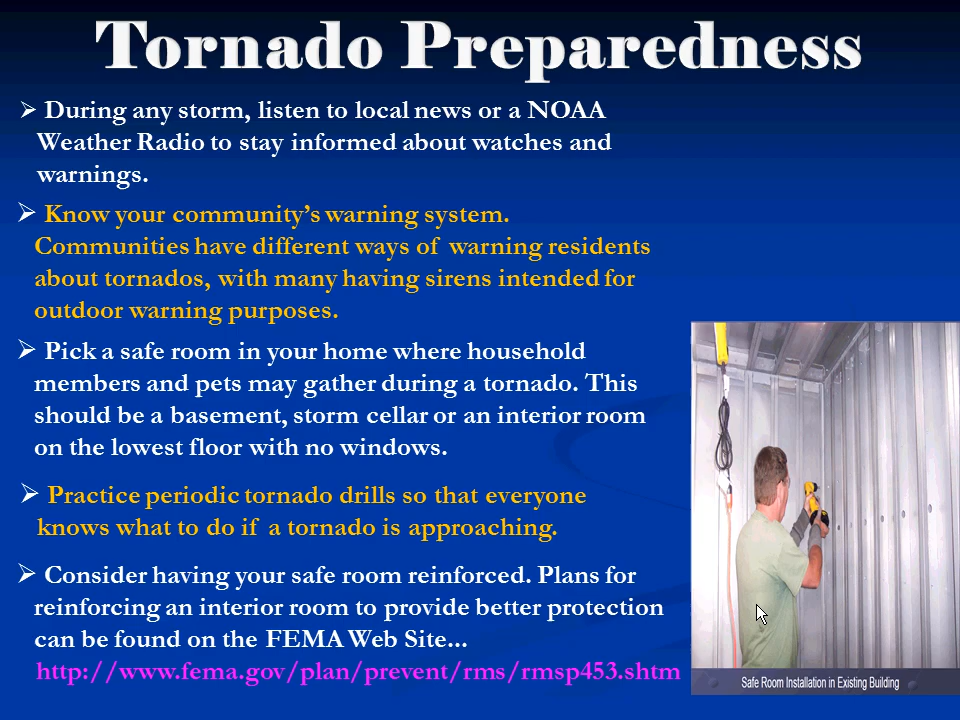 Tornado Preparedness
➢ During any storm, listen to local news or a NOAA
Weather Radio to stay informed about watches and
warnings.
➢ Know your community's warning system.
Communities have different ways of warning residents
about tornados, with many having sirens intended for
outdoor warning purposes.
➢ Pick a safe room in your home where household
members and pets may gather during a tornado. This
should be a basement, storm cellar or an interior room
on the lowest floor with no windows.
➢ Practice periodic tornado drills so that everyone
knows what to do if a tornado is approaching.
➢ Consider having your safe room reinforced. Plans for
reinforcing an interior room to provide better protection
can be found on the FEMA Web Site...
http://www.fema.gov/plan/prevent/rms/rmsp453.shtm
Safe Room Installation in Existing Building